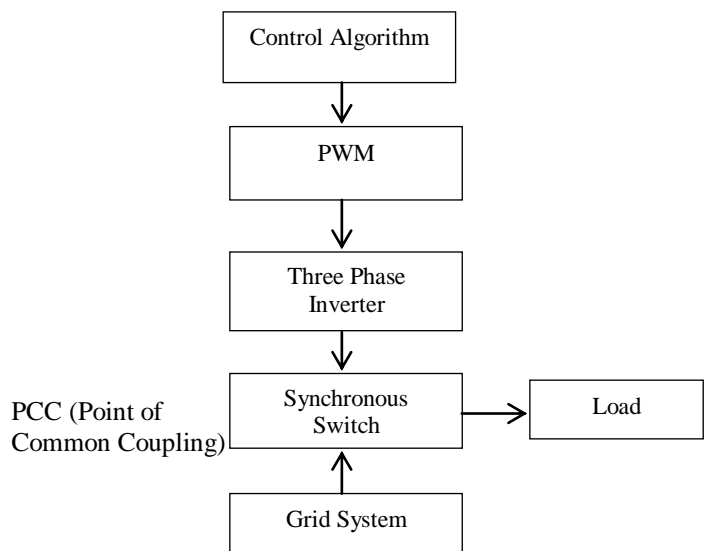 Control Algorithm
PWM
Three Phase
Inverter
PCC (Point of
Common Coupling)
Synchronous
Switch
Load
Grid System